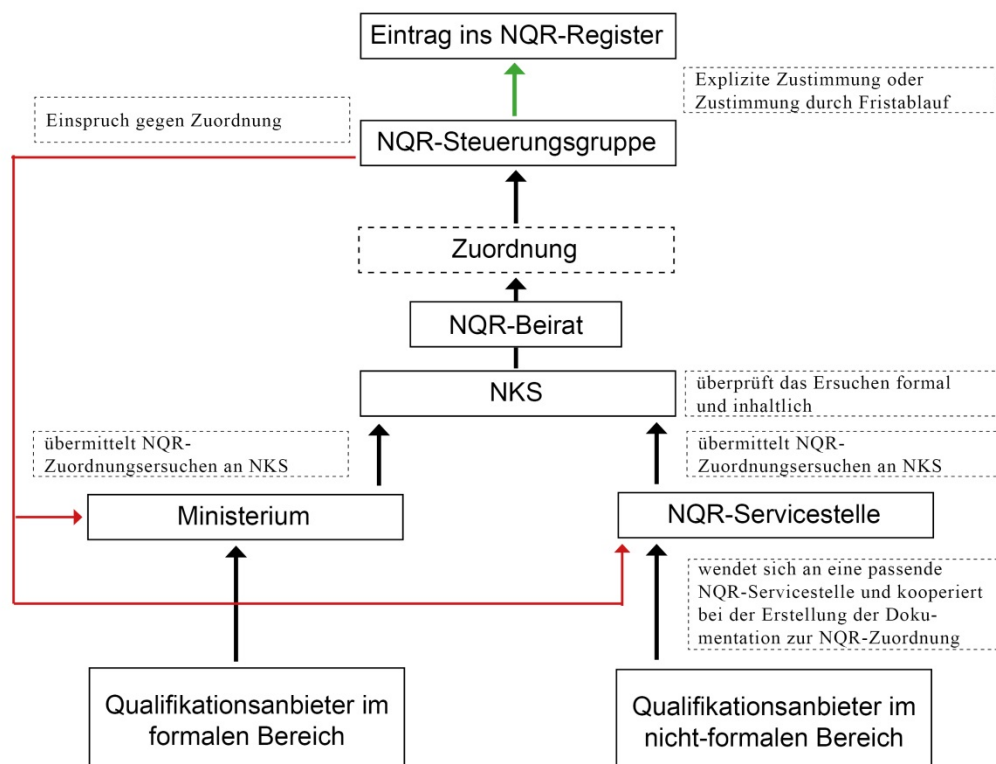 Eintrag ins NQR-Register
Explizite Zustimmung oder
Zustimmung durch Fristablauf
Einspruch gegen Zuordnung
NQR-Steuerungsgruppe
Zuordnung
NQR-Beirat
NKS
überprüft das Ersuchen formal
und inhaltlich
übermittelt NQR-
Zuordnungsersuchen an NKS
übermittelt NQR-
Zuordnungsersuchen an NKS
Ministerium
NQR-Servicestelle
wendet sich an eine passende
NQR-Servicestelle und kooperiert
bei der Erstellung der Doku-
mentation zur NQR-Zuordnung
Qualifikationsanbieter im
formalen Bereich
Qualifikationsanbieter im
nicht-formalen Bereich